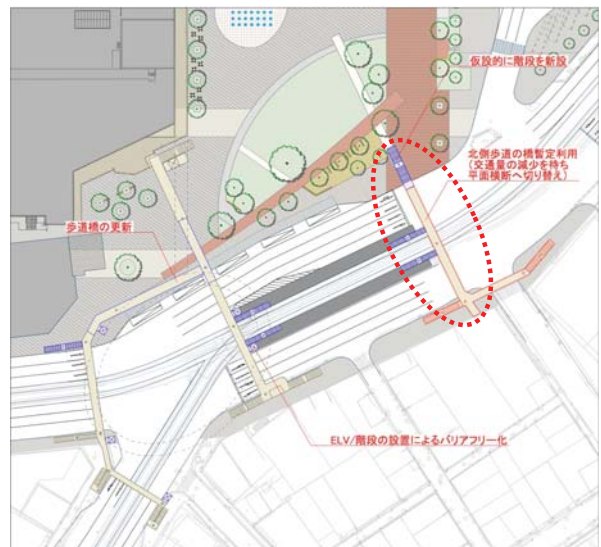 仮設的に階段を新設
北側歩道の橋暫定利用
(交通量の減少を待ち
平面横断へ切り替え)
歩道橋の更新
ELV/階段の設置によるバリアフリー化